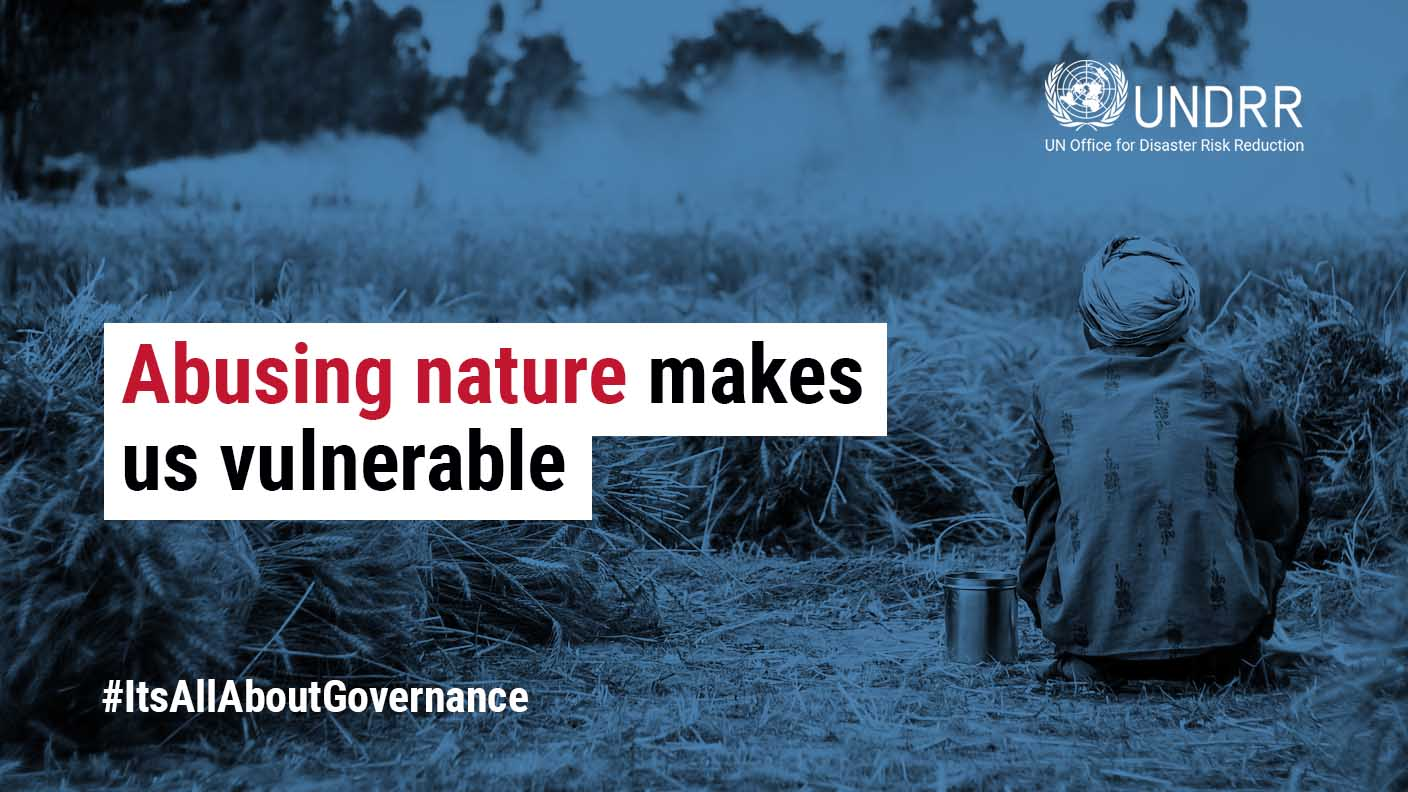 UNDRR
UN Office for Disaster Risk Reduction
Abusing nature makes
us vulnerable
#ItsAllAboutGovernance